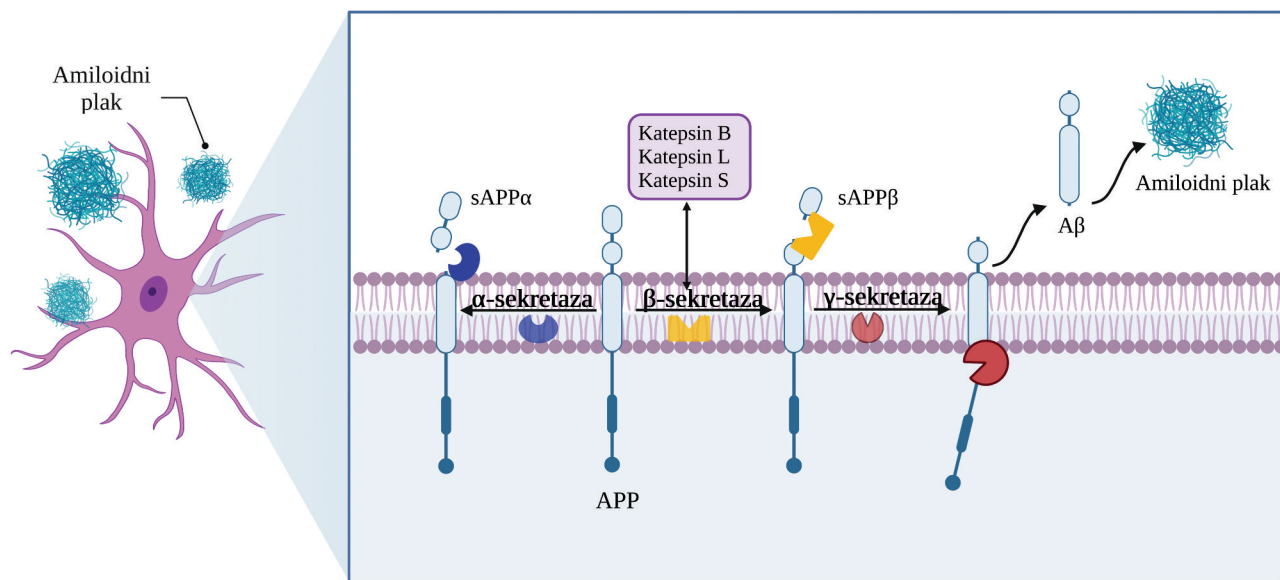 Amiloidni
plak
Katepsin B
Katepsin L
Katepsin S
sAPPα
sAPPβ
Amiloidni plak
Aβ
α-sekretaza
β-sekretaza
γ-sekretaza
APP